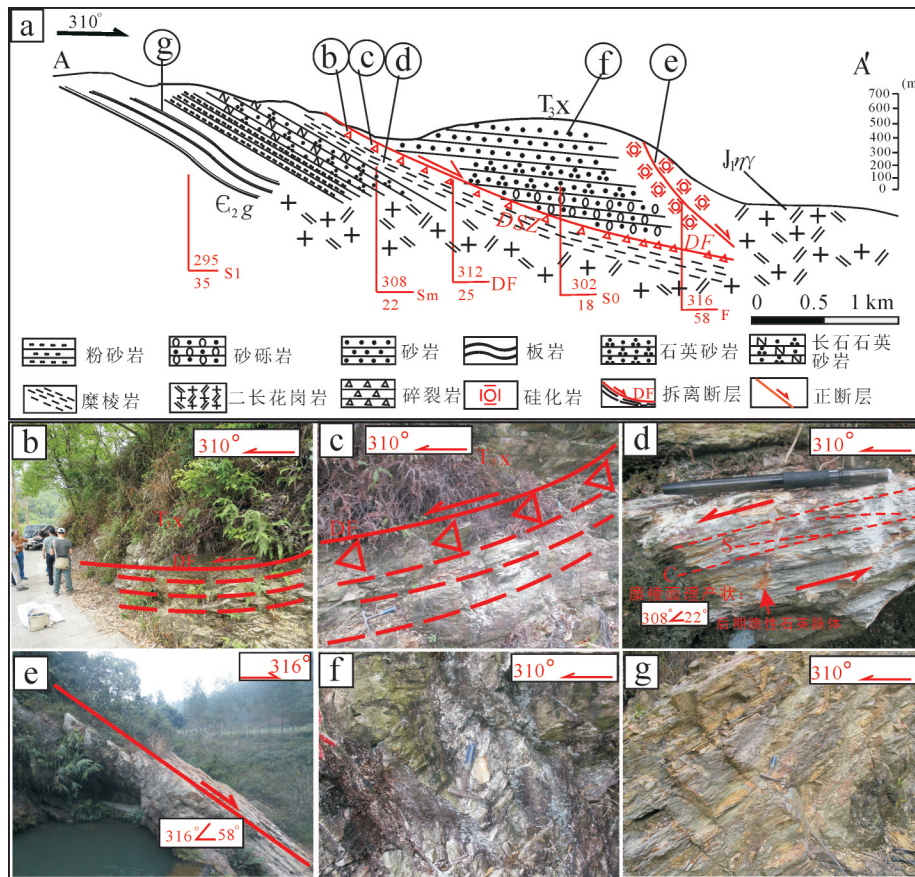 a
310°
A
g
b
c
d
f
e
A'
(m
700
600
500
400
300
200
100
0
T₃X
J₁ηγ
Є₂g
DSZ
DF
295
35
S1
308
22
Sm
312
25
DF
302
18
S0
316
58
F
0 0.5 1 km
粉砂岩 砂砾岩 砂岩 板岩 石英砂岩 长石石英砂岩
糜棱岩 二长花岗岩 碎裂岩 硅化岩 DF 拆离断层 正断层
b
310°
T₃X
DF
c
310°
T₃X
DF
d
310°
S
C
糜棱面理产状:
308°∠22°
后期脆性石英脉体
e
316°
316°∠58°
f
310°
g
310°